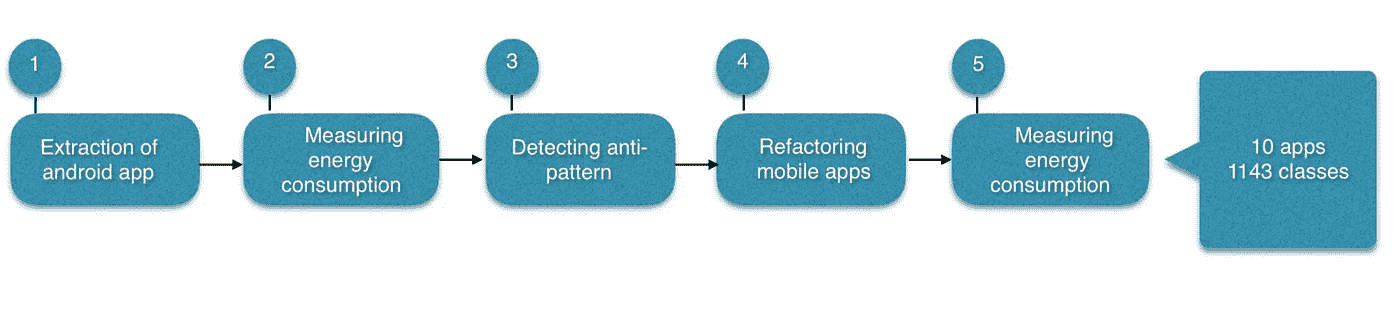 1
2
3
4
5
Extraction of
android app
Measuring
energy
consumption
Detecting anti-
pattern
Refactoring
mobile apps
Measuring
energy
consumption
10 apps
1143 classes